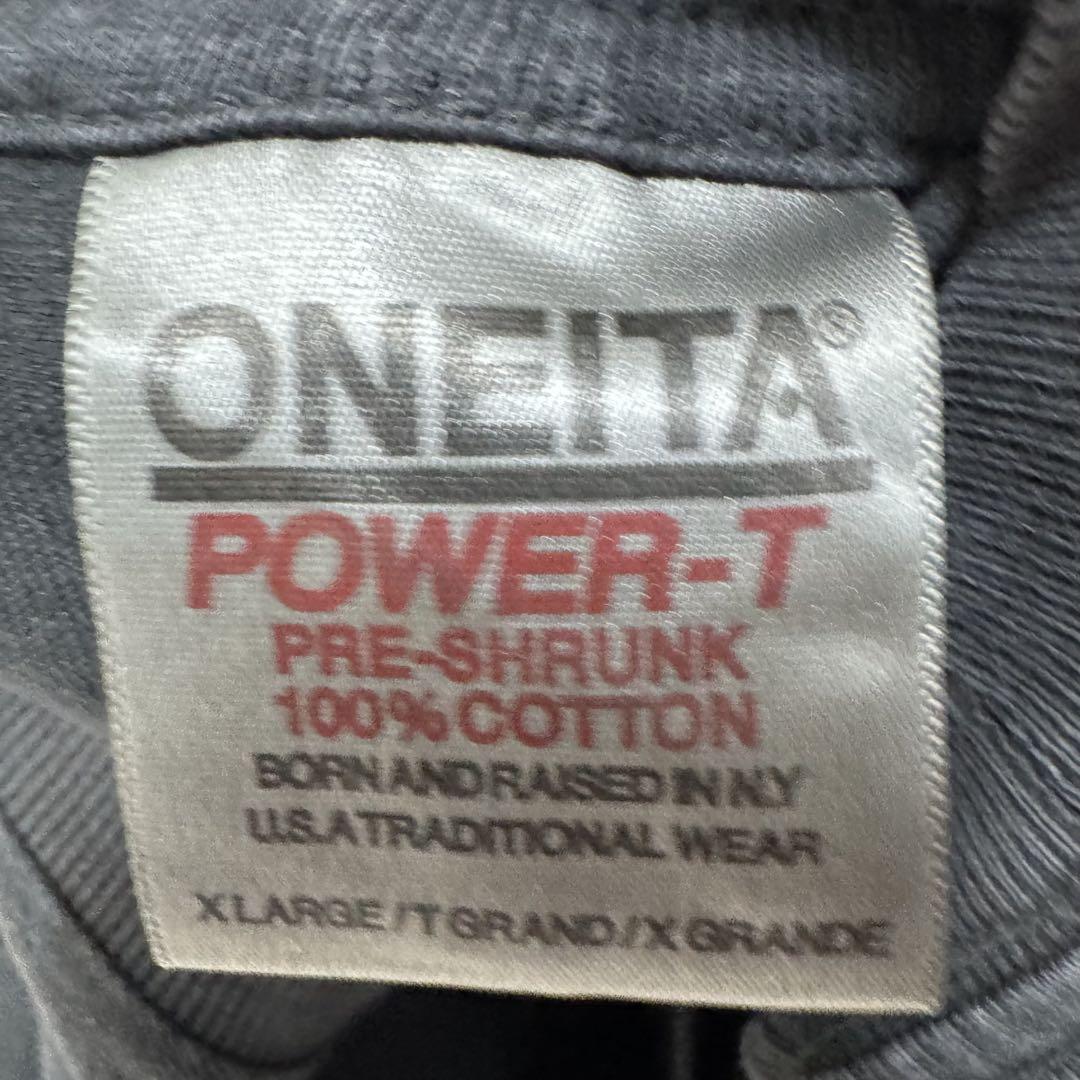 ONEITA®
POWER-T
PRE-SHRUNK
100% COTTON
BORN AND RAISED IN N.Y
U.S.A TRADITIONAL WEAR
X LARGE / T GRAND / X GRANDE